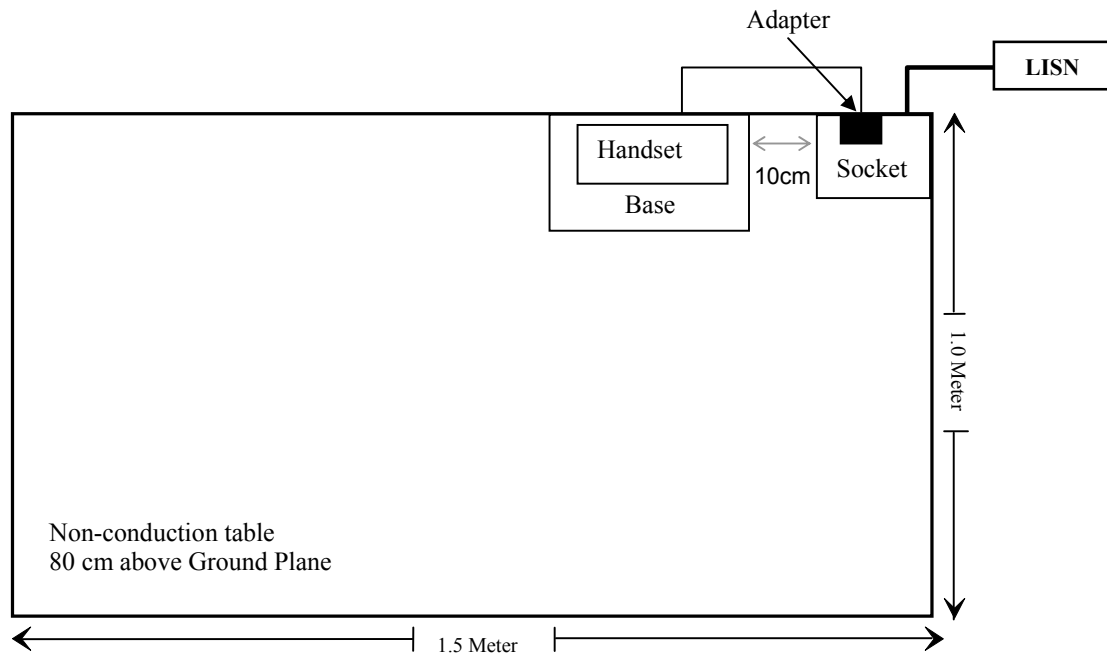 Adapter
LISN
Handset
10cm
Socket
Base
1.0 Meter
Non-conduction table
80 cm above Ground Plane
1.5 Meter